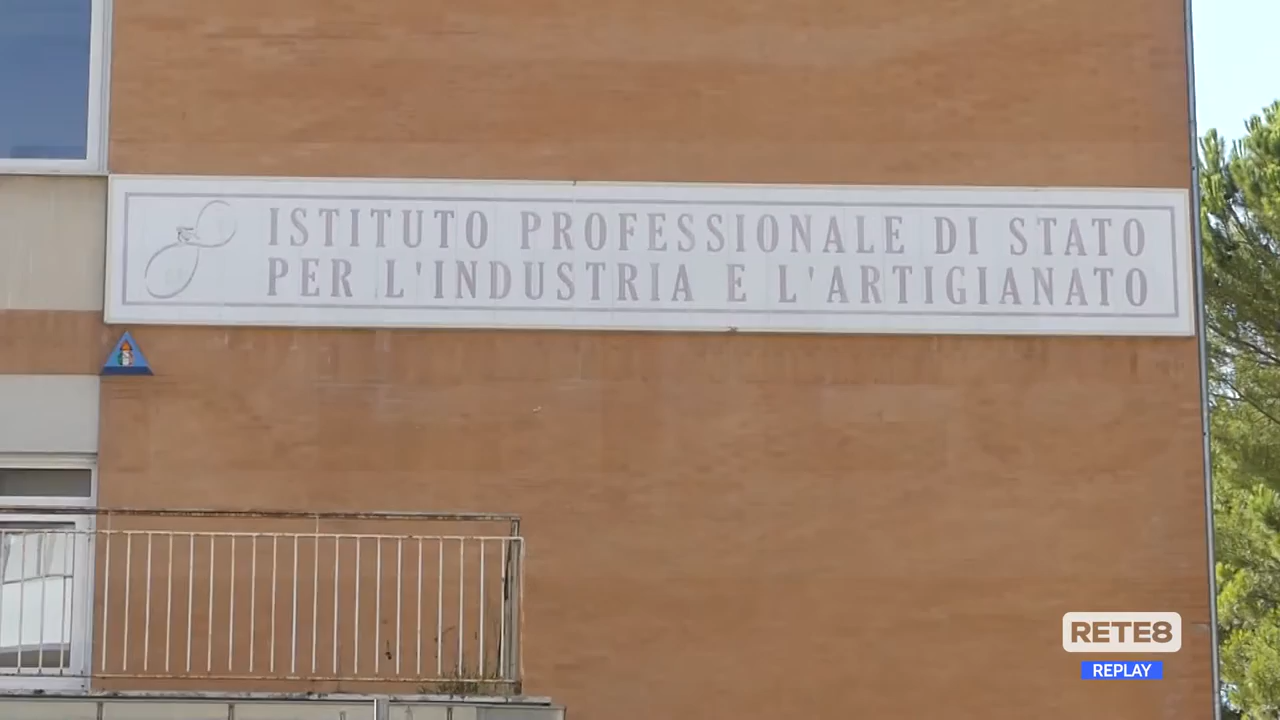 ISTITUTO PROFESSIONALE DI STATO
PER L'INDUSTRIA E L'ARTIGIANATO
RETE8
REPLAY